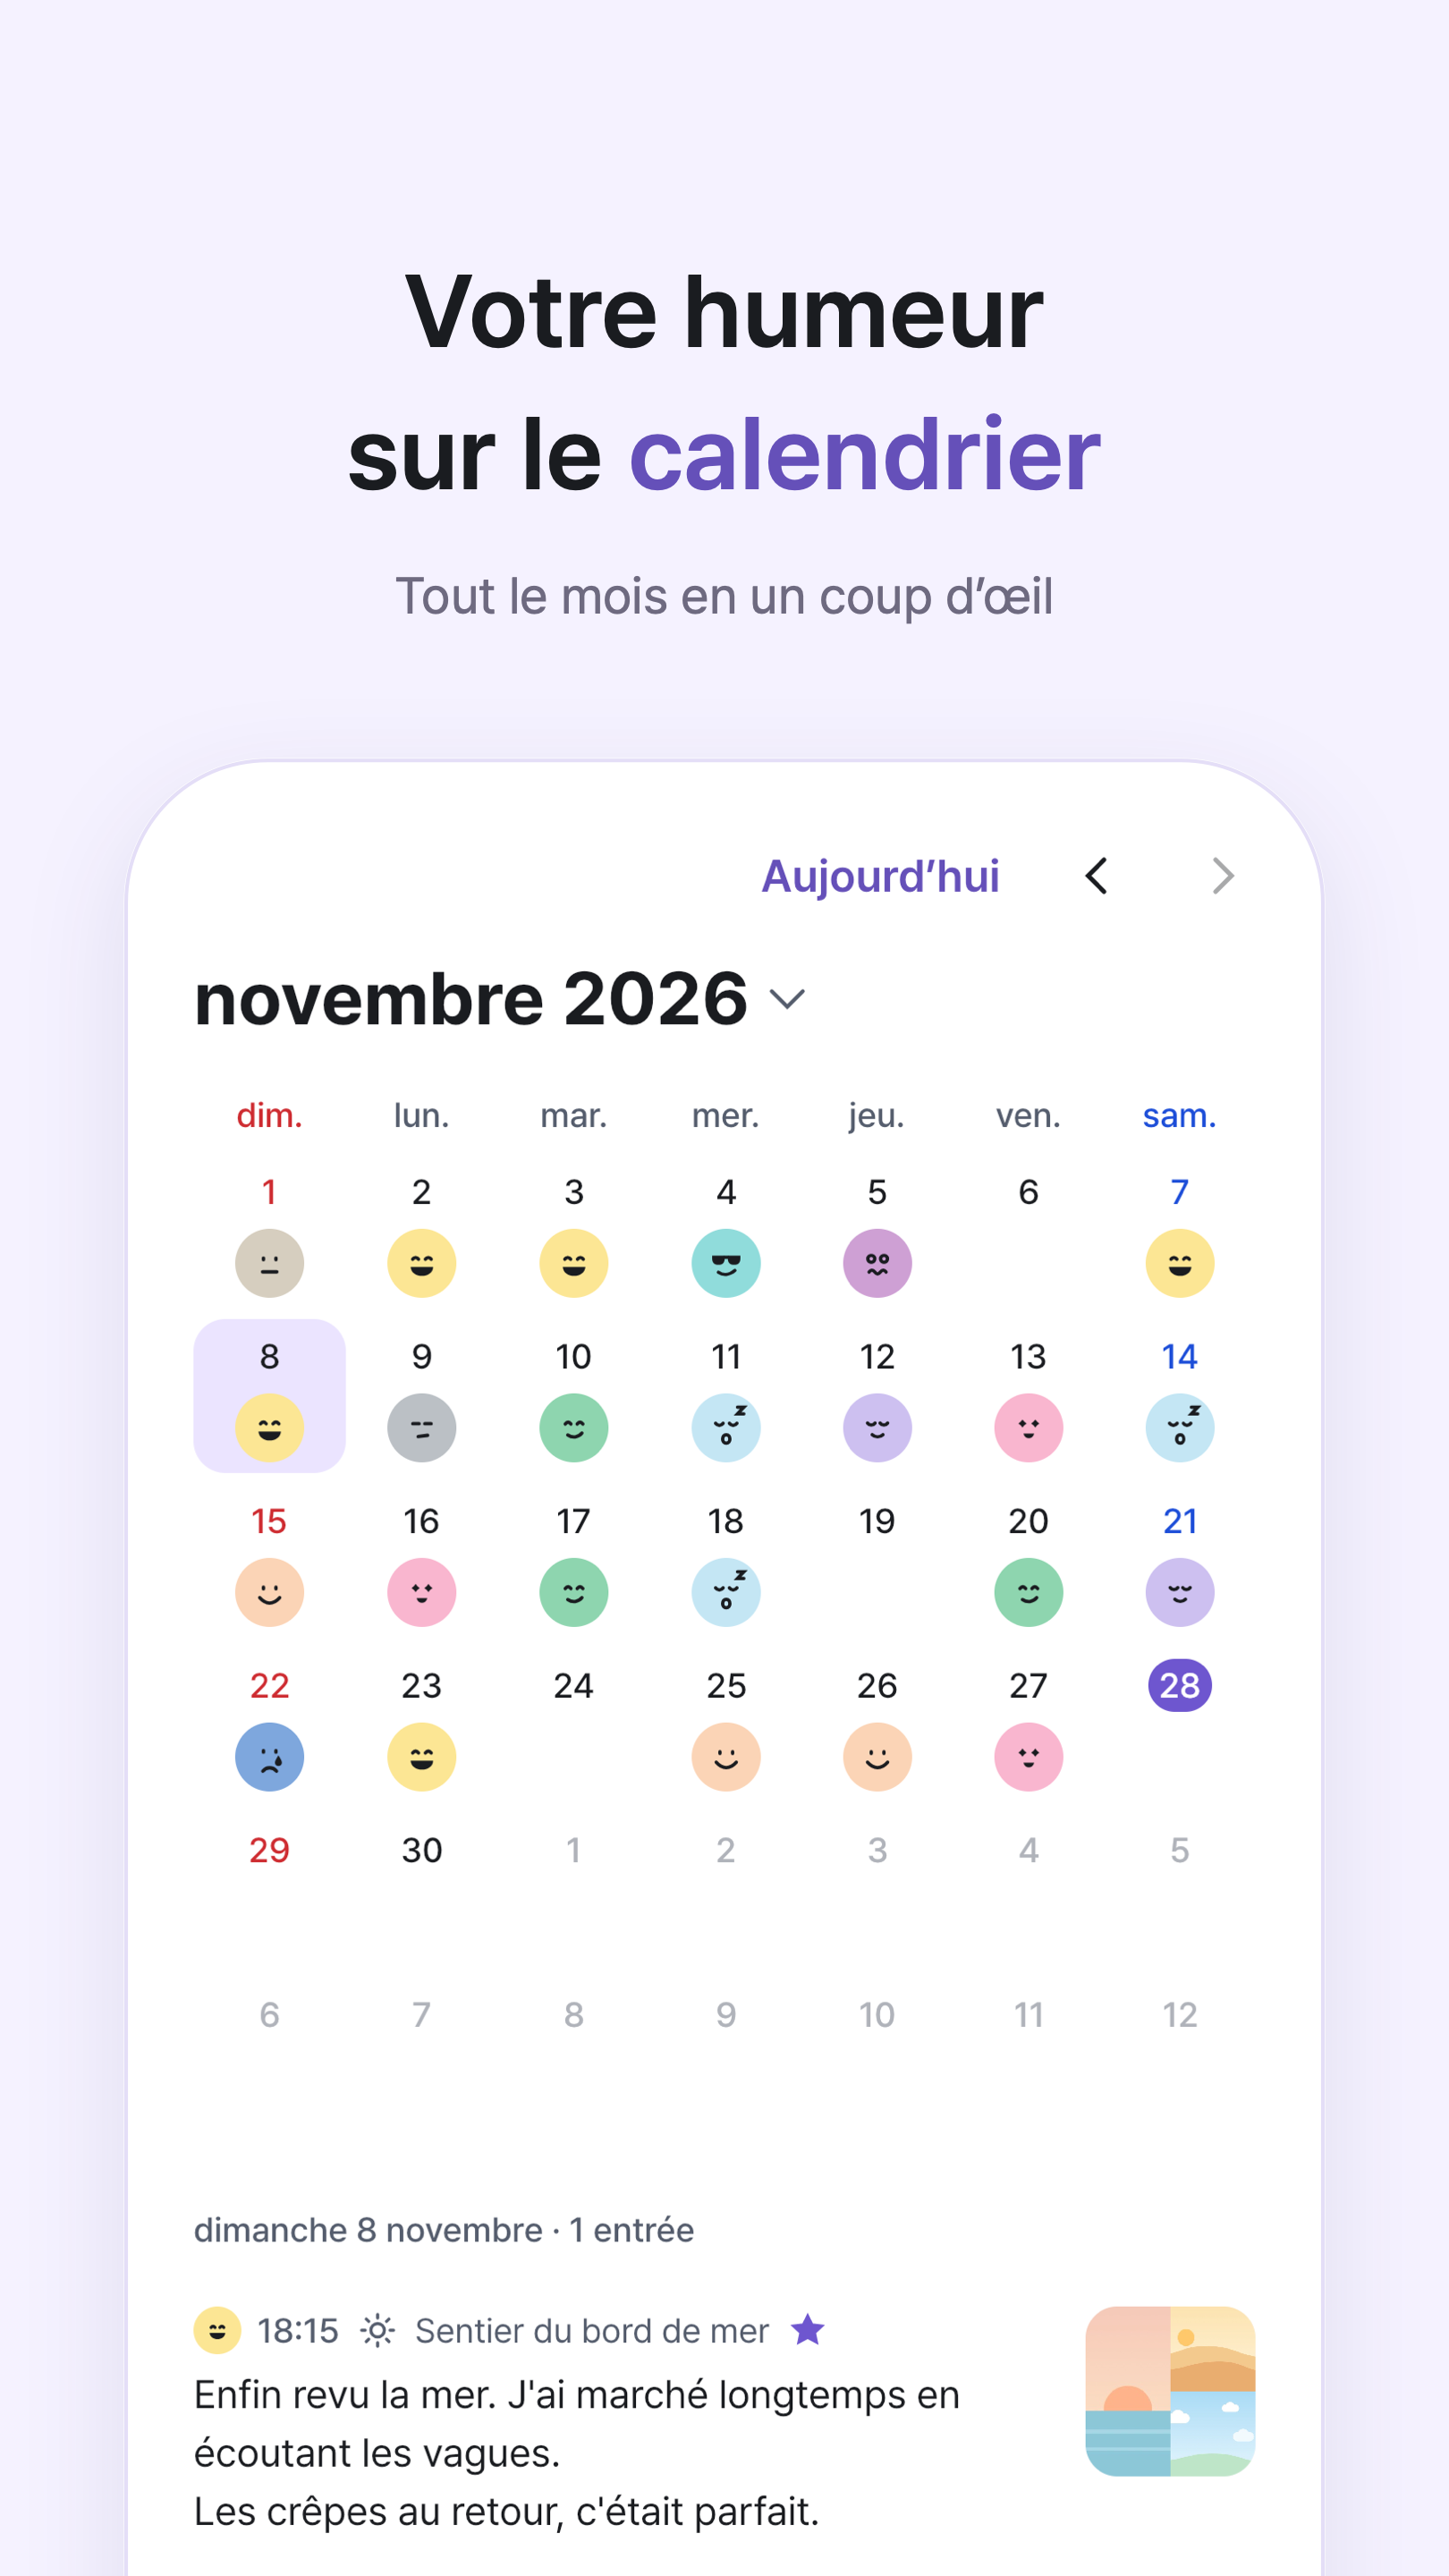 Votre humeur
sur le calendrier
Tout le mois en un coup d’œil
Aujourd’hui
novembre 2026
dim. lun. mar. mer. jeu. ven. sam.
1 2 3 4 5 6 7
8 9 10 11 12 13 14
15 16 17 18 19 20 21
22 23 24 25 26 27 28
29 30 1 2 3 4 5
6 7 8 9 10 11 12
dimanche 8 novembre · 1 entrée
18:15 Sentier du bord de mer
Enfin revu la mer. J'ai marché longtemps en
écoutant les vagues.
Les crêpes au retour, c'était parfait.